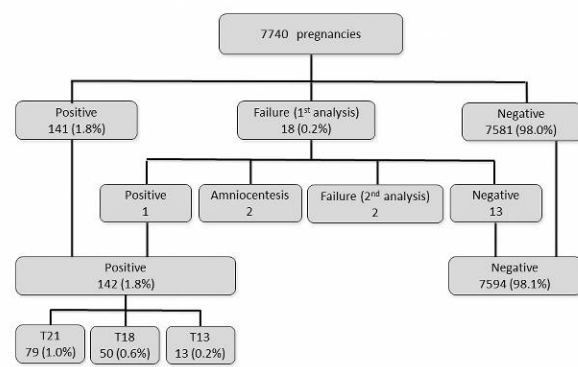 7740 pregnancies
Positive
141 (1.8%)
Failure (1st analysis)
18 (0.2%)
Negative
7581 (98.0%)
Positive
1
Amniocentesis
2
Failure (2nd analysis)
2
Negative
13
Positive
142 (1.8%)
Negative
7594 (98.1%)
T21
79 (1.0%)
T18
50 (0.6%)
T13
13 (0.2%)